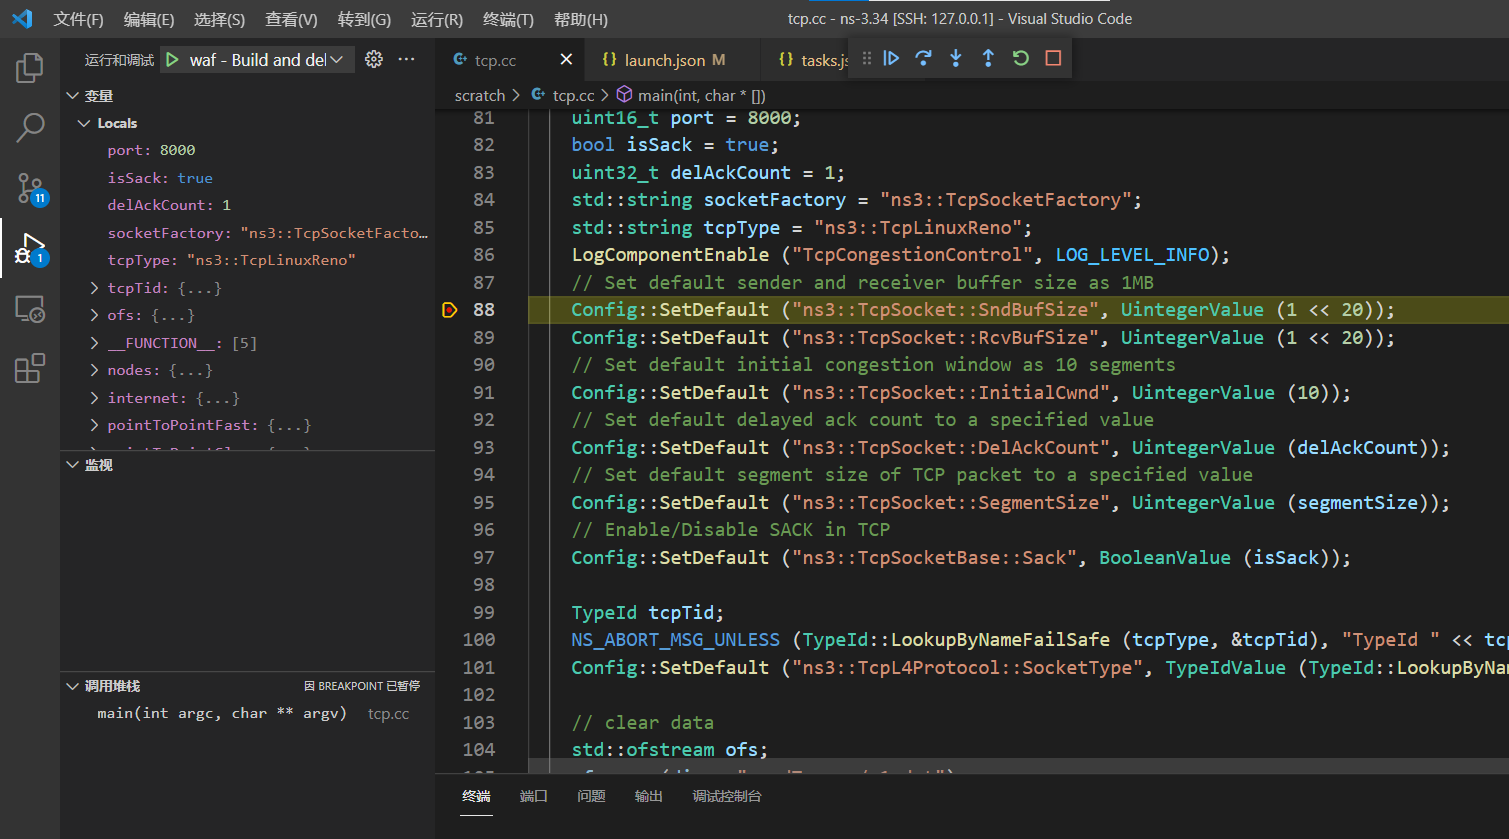 文件(F) 编辑(E) 选择(S) 查看(V) 转到(G) 运行(R) 终端(T) 帮助(H) tcp.cc - ns-3.34 [SSH: 127.0.0.1] - Visual Studio Code
运行和调试 waf - Build and del
变量
Locals
port: 8000
isSack: true
delAckCount: 1
socketFactory: "ns3::TcpSocketFacto…
tcpType: "ns3::TcpLinuxReno"
tcpTid: {...}
ofs: {...}
__FUNCTION__: [5]
nodes: {...}
internet: {...}
pointToPointFast: {...}
监视
调用堆栈 因 BREAKPOINT 已暂停
main(int argc, char ** argv) tcp.cc
11
1
tcp.cc launch.json M tasks.js
scratch > tcp.cc > main(int, char * [])
81 uint16_t port = 8000;
82 bool isSack = true;
83 uint32_t delAckCount = 1;
84 std::string socketFactory = "ns3::TcpSocketFactory";
85 std::string tcpType = "ns3::TcpLinuxReno";
86 LogComponentEnable ("TcpCongestionControl", LOG_LEVEL_INFO);
87 // Set default sender and receiver buffer size as 1MB
88 Config::SetDefault ("ns3::TcpSocket::SndBufSize", UintegerValue (1 << 20));
89 Config::SetDefault ("ns3::TcpSocket::RcvBufSize", UintegerValue (1 << 20));
90 // Set default initial congestion window as 10 segments
91 Config::SetDefault ("ns3::TcpSocket::InitialCwnd", UintegerValue (10));
92 // Set default delayed ack count to a specified value
93 Config::SetDefault ("ns3::TcpSocket::DelAckCount", UintegerValue (delAckCount));
94 // Set default segment size of TCP packet to a specified value
95 Config::SetDefault ("ns3::TcpSocket::SegmentSize", UintegerValue (segmentSize));
96 // Enable/Disable SACK in TCP
97 Config::SetDefault ("ns3::TcpSocketBase::Sack", BooleanValue (isSack));
98
99 TypeId tcpTid;
100 NS_ABORT_MSG_UNLESS (TypeId::LookupByNameFailSafe (tcpType, &tcpTid), "TypeId " << tcp
101 Config::SetDefault ("ns3::TcpL4Protocol::SocketType", TypeIdValue (TypeId::LookupByNa
102
103 // clear data
104 std::ofstream ofs;
终端 端口 问题 输出 调试控制台